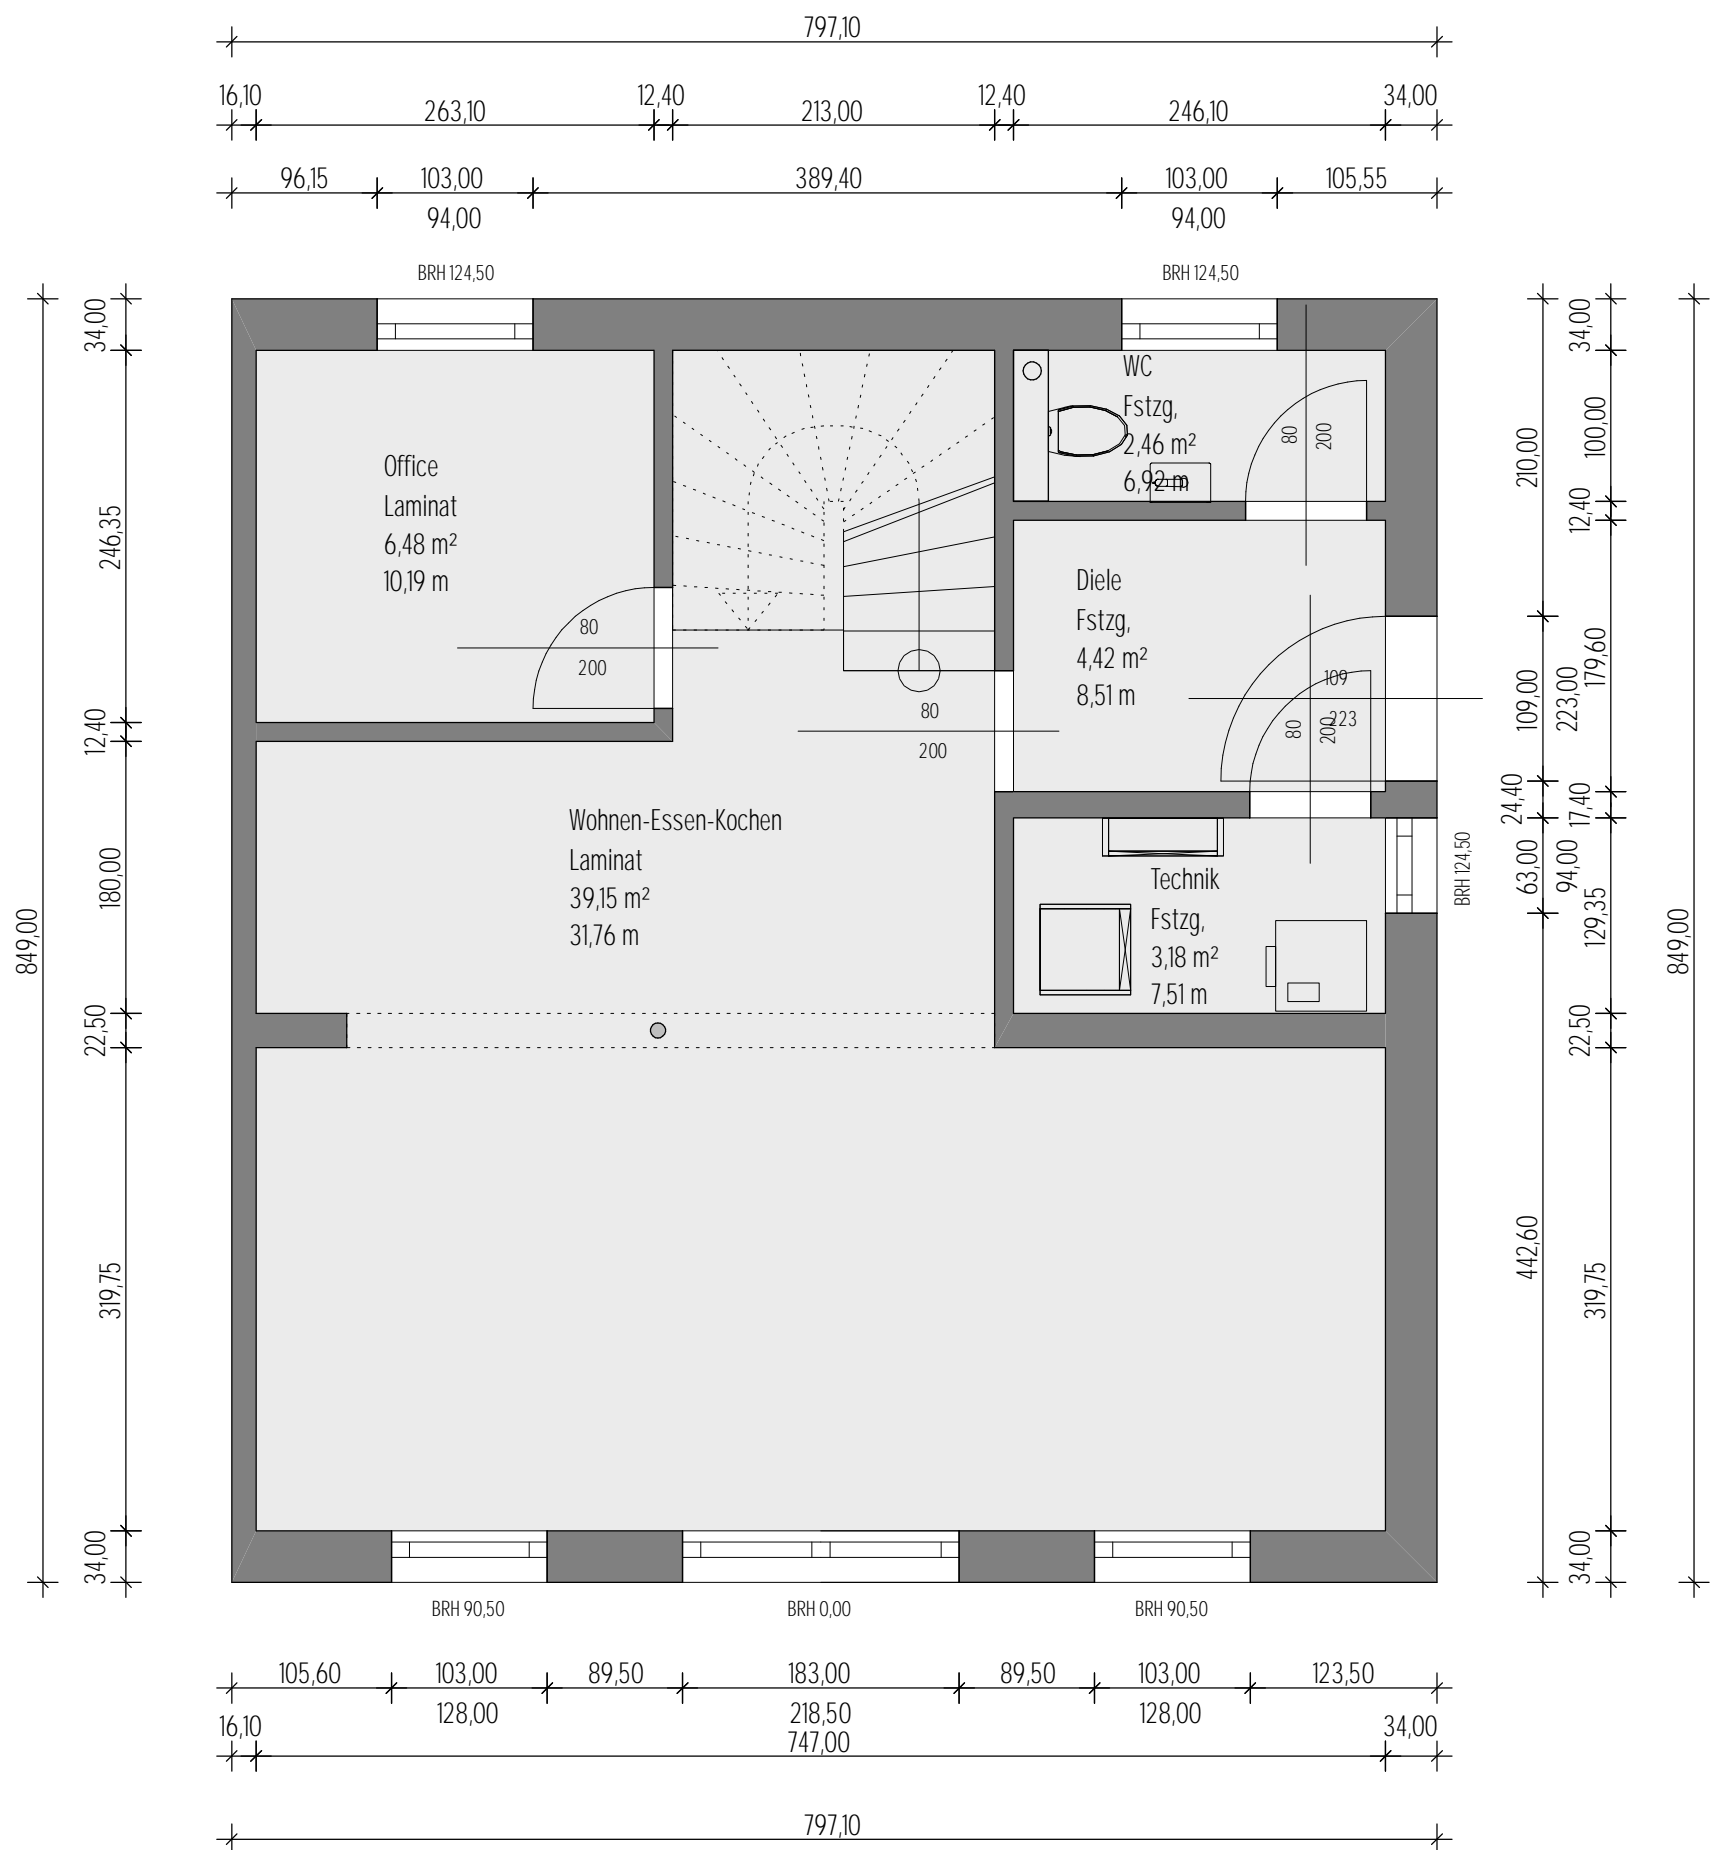 797,10
16,10
263,10
12,40
213,00
12,40
246,10
34,00
96,15
103,00
389,40
103,00
105,55
94,00
94,00
BRH 124,50
BRH 124,50
849,00
34,00
246,35
12,40
180,00
22,50
319,75
34,00
Office
Laminat
6,48 m²
10,19 m
80
200
WC
Fstzg,
2,46 m²
6,92 m
80
200
Diele
Fstzg,
4,42 m²
8,51 m
109
223
80
200
80
200
Wohnen-Essen-Kochen
Laminat
39,15 m²
31,76 m
Technik
Fstzg,
3,18 m²
7,51 m
BRH 124,50
210,00
109,00
223,00
24,40
63,00
94,00
442,60
34,00
100,00
12,40
179,60
17,40
129,35
22,50
319,75
34,00
849,00
BRH 90,50
BRH 0,00
BRH 90,50
105,60
103,00
89,50
183,00
89,50
103,00
123,50
128,00
218,50
128,00
16,10
747,00
34,00
797,10